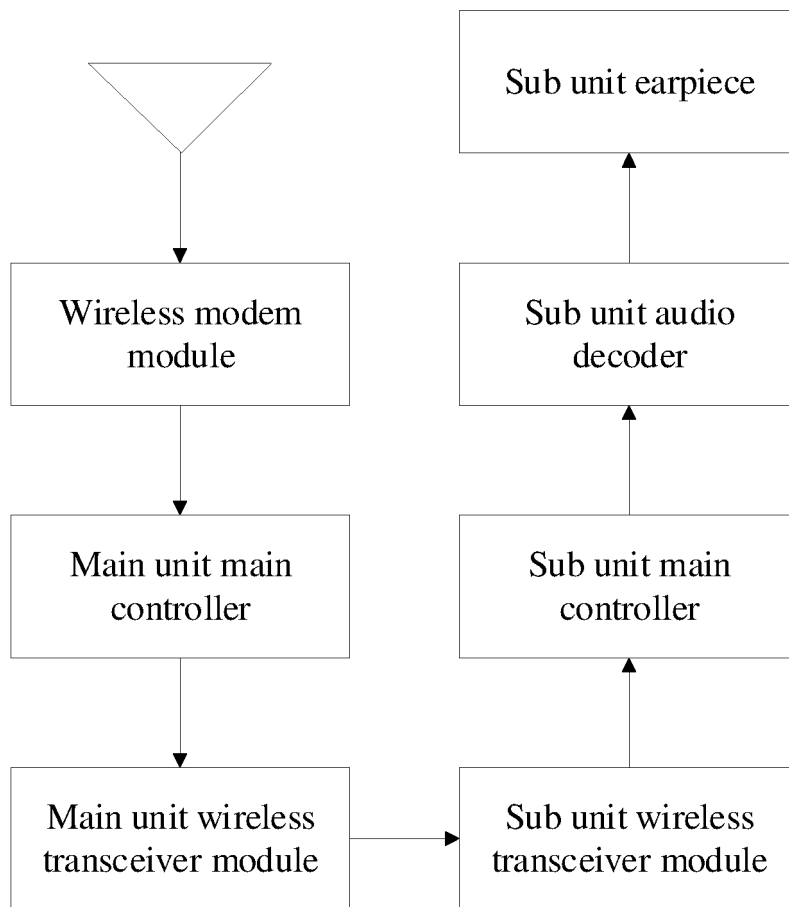 Sub unit earpiece
Wireless modem
module
Sub unit audio
decoder
Main unit main
controller
Sub unit main
controller
Main unit wireless
transceiver module
Sub unit wireless
transceiver module